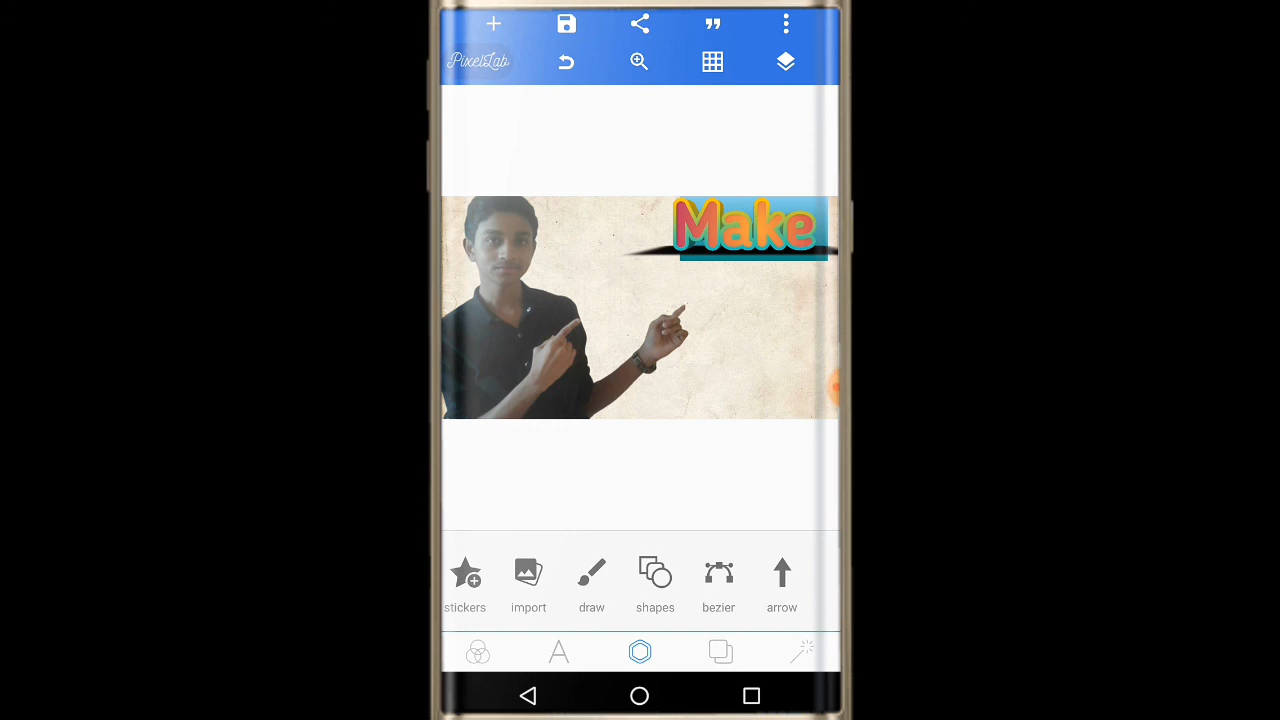 PixelLab
Make
stickers
import
draw
shapes
bezier
arrow